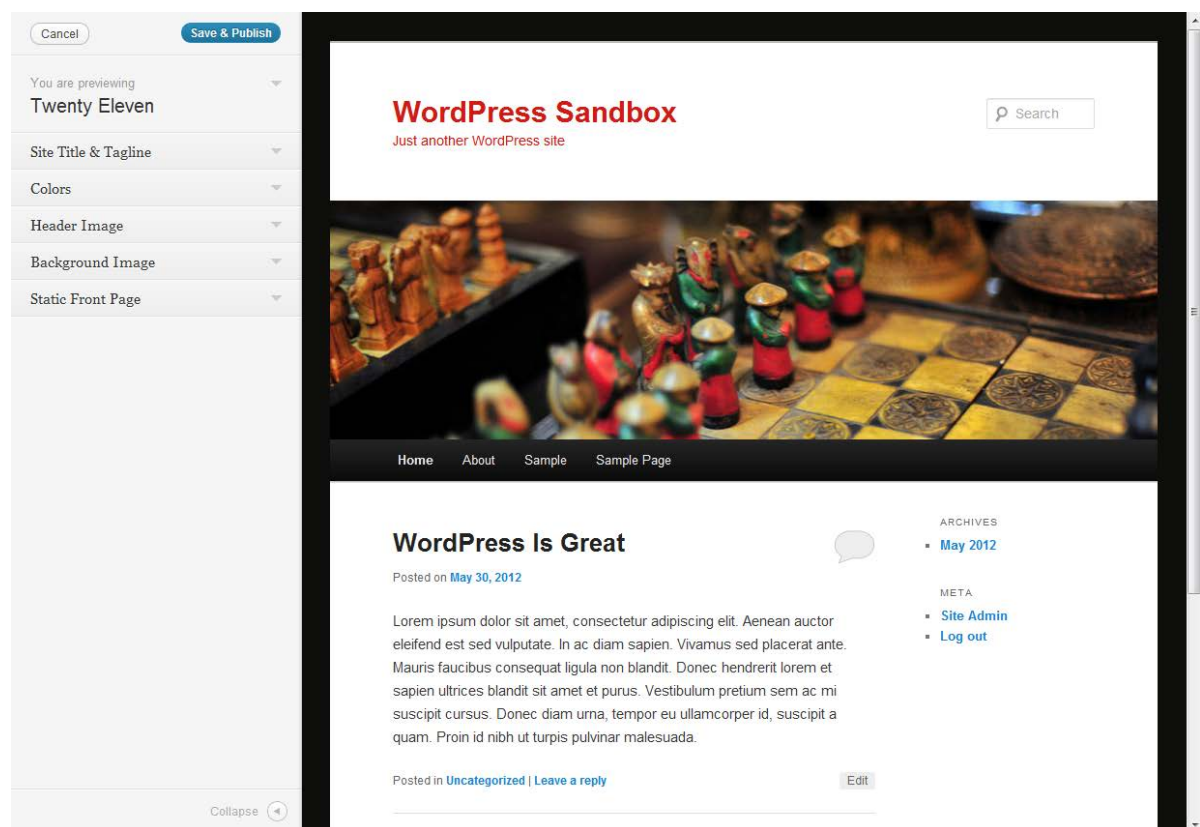 Cancel
Save & Publish
You are previewing
Twenty Eleven
Site Title & Tagline
Colors
Header Image
Background Image
Static Front Page
Collapse
WordPress Sandbox
Just another WordPress site
Search
Home About Sample Sample Page
WordPress Is Great
Posted on May 30, 2012
Lorem ipsum dolor sit amet, consectetur adipiscing elit. Aenean auctor
eleifend est sed vulputate. In ac diam sapien. Vivamus sed placerat ante.
Mauris faucibus consequat ligula non blandit. Donec hendrerit lorem et
sapien ultrices blandit sit amet et purus. Vestibulum pretium sem ac mi
suscipit cursus. Donec diam urna, tempor eu ullamcorper id, suscipit a
quam. Proin id nibh ut turpis pulvinar malesuada.
Posted in Uncategorized | Leave a reply
Edit
ARCHIVES
May 2012
META
Site Admin
Log out